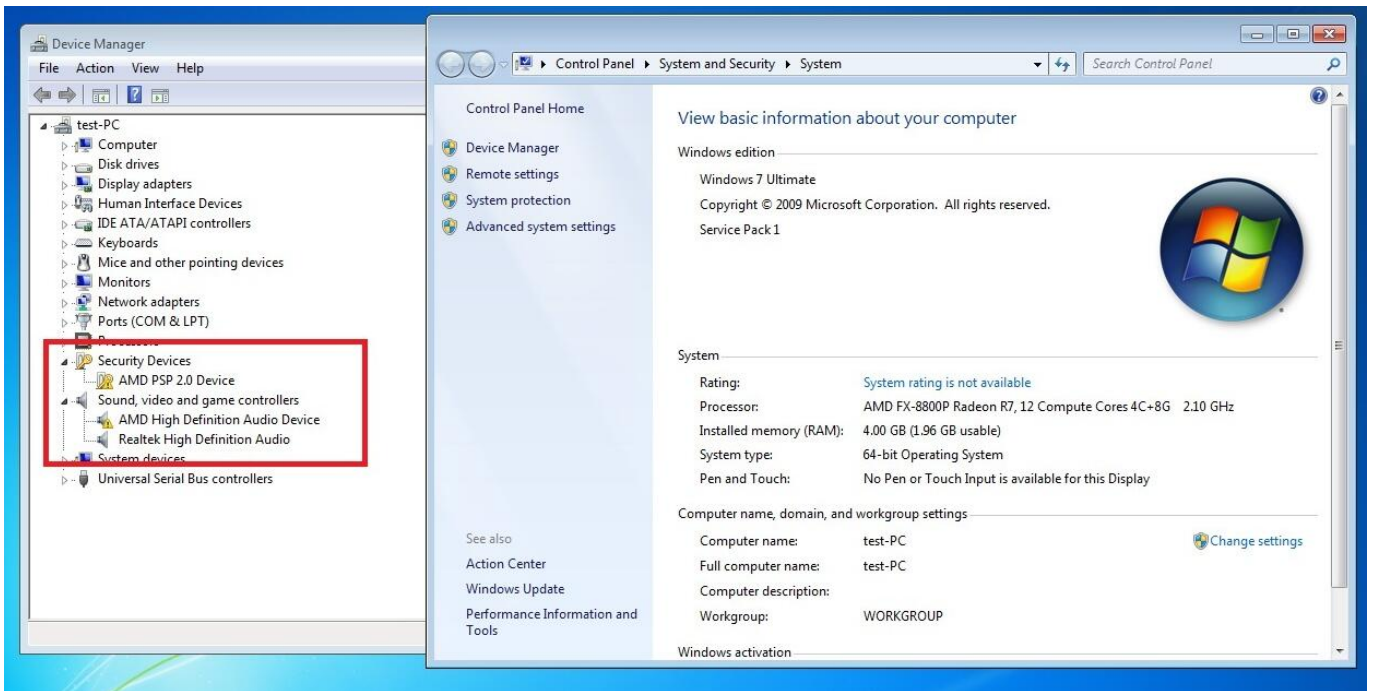 Device Manager
File Action View Help
test-PC
Computer
Disk drives
Display adapters
Human Interface Devices
IDE ATA/ATAPI controllers
Keyboards
Mice and other pointing devices
Monitors
Network adapters
Ports (COM & LPT)
Processors
Security Devices
AMD PSP 2.0 Device
Sound, video and game controllers
AMD High Definition Audio Device
Realtek High Definition Audio
System devices
Universal Serial Bus controllers
Control Panel System and Security System
Search Control Panel
Control Panel Home
Device Manager
Remote settings
System protection
Advanced system settings
See also
Action Center
Windows Update
Performance Information and
Tools
View basic information about your computer
Windows edition
Windows 7 Ultimate
Copyright © 2009 Microsoft Corporation. All rights reserved.
Service Pack 1
System
Rating: System rating is not available
Processor: AMD FX-8800P Radeon R7, 12 Compute Cores 4C+8G 2.10 GHz
Installed memory (RAM): 4.00 GB (1.96 GB usable)
System type: 64-bit Operating System
Pen and Touch: No Pen or Touch Input is available for this Display
Computer name, domain, and workgroup settings
Computer name: test-PC Change settings
Full computer name: test-PC
Computer description:
Workgroup: WORKGROUP
Windows activation